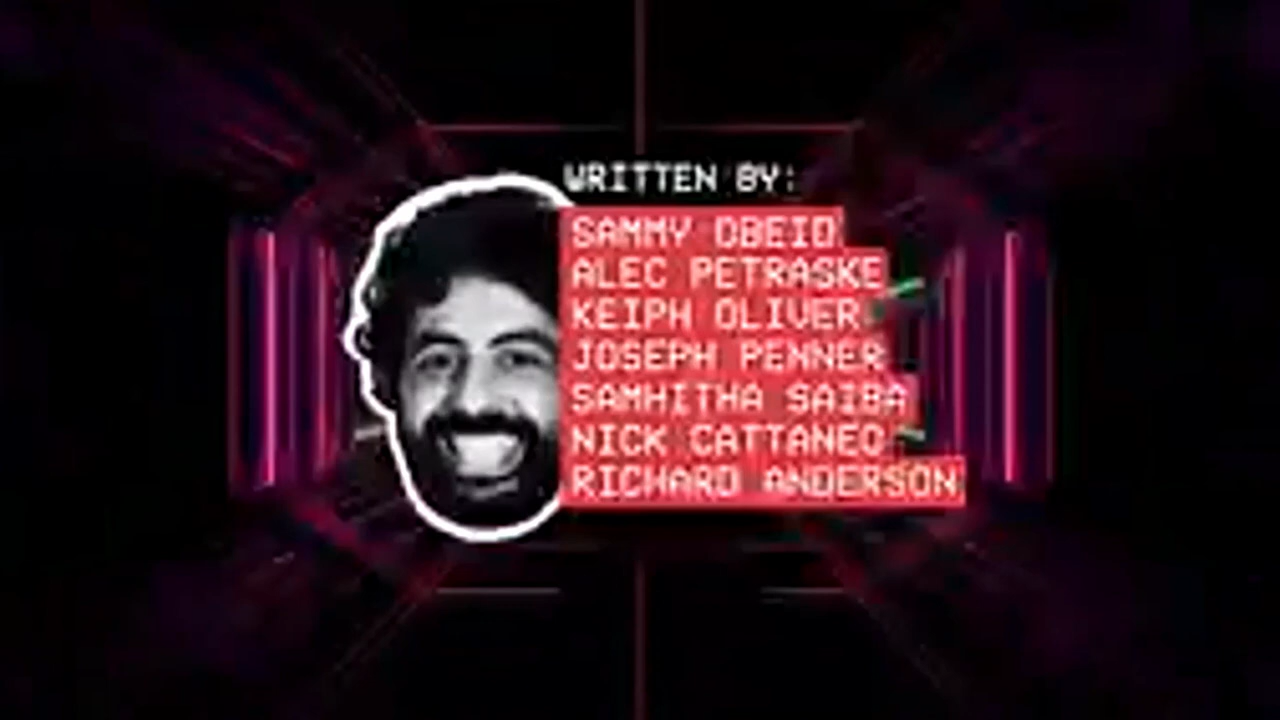 WRITTEN BY:
SAMMY OBEID
ALEC PETRASKE
KEIPH OLIVER
JOSEPH PENNER
SAMHITHA SAIBA
NICK CATTANEO
RICHARD ANDERSON